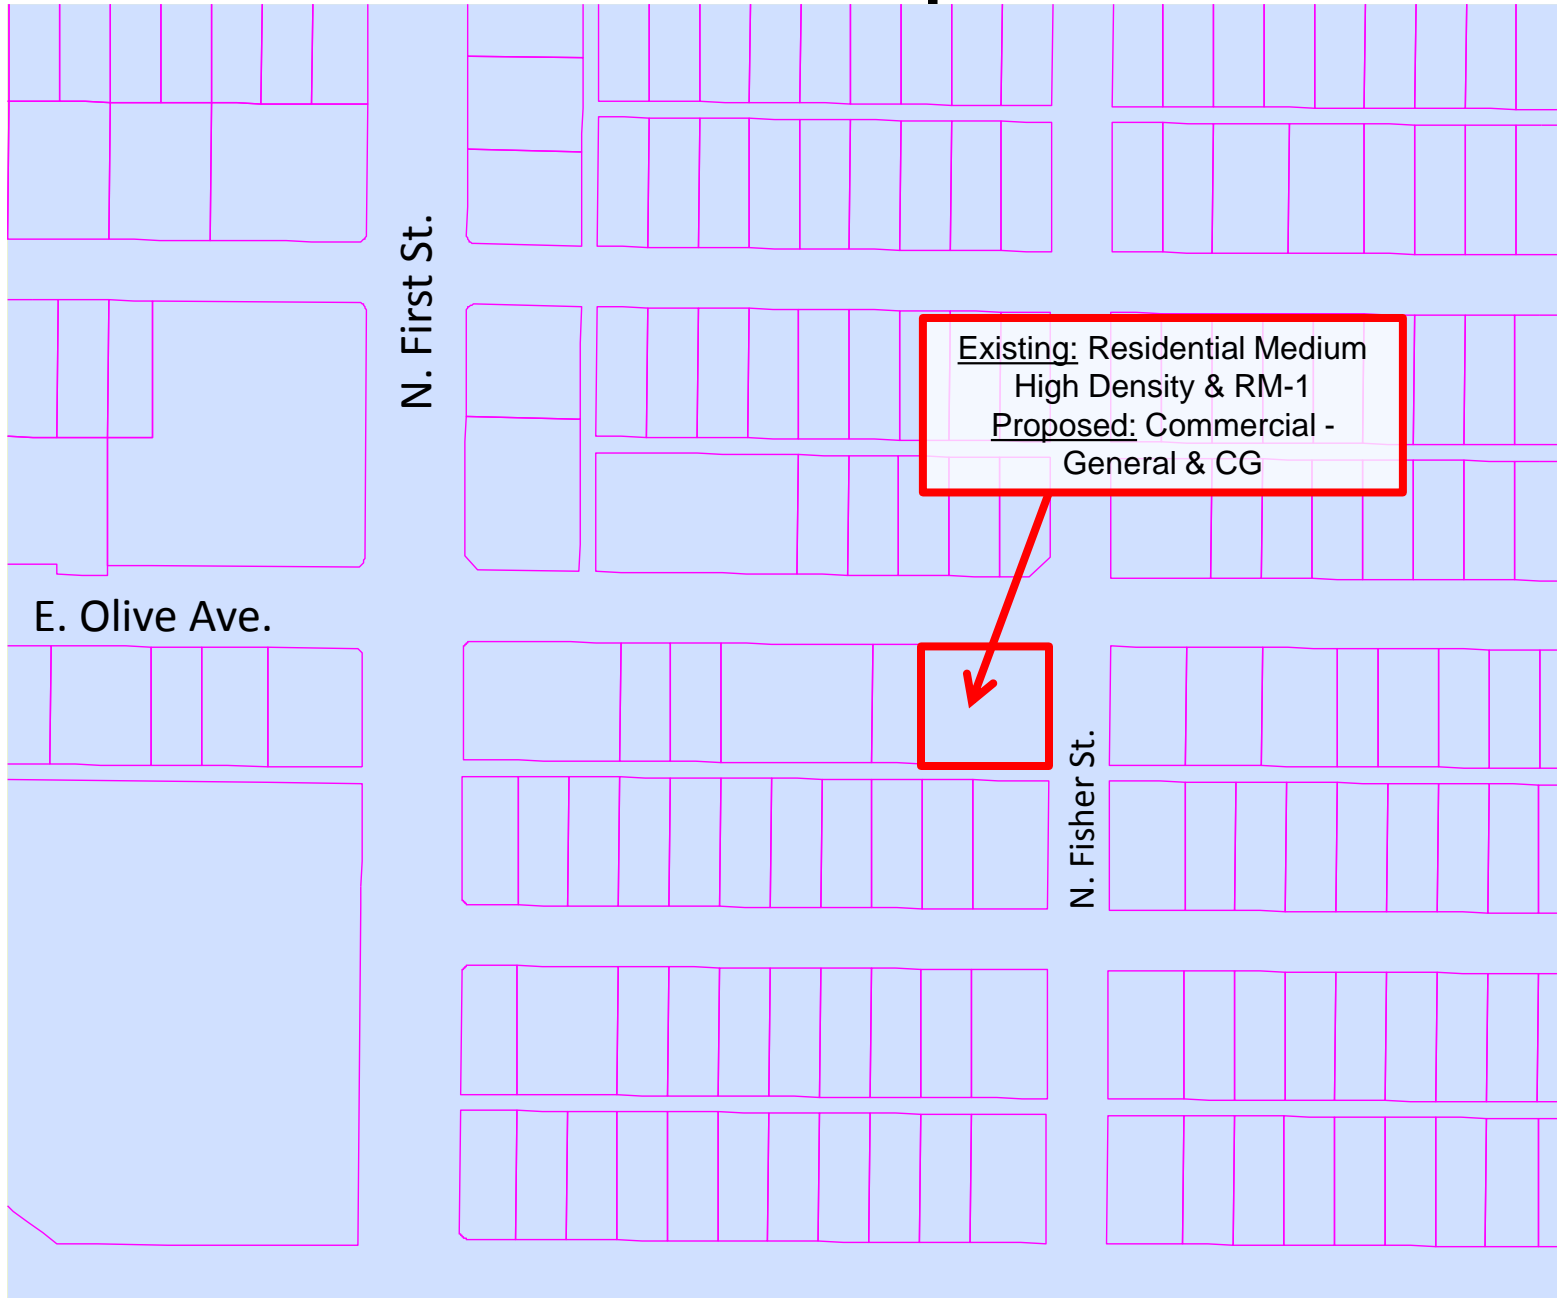 N. First St.
Existing: Residential Medium
High Density & RM-1
Proposed: Commercial -
General & CG
E. Olive Ave.
N. Fisher St.